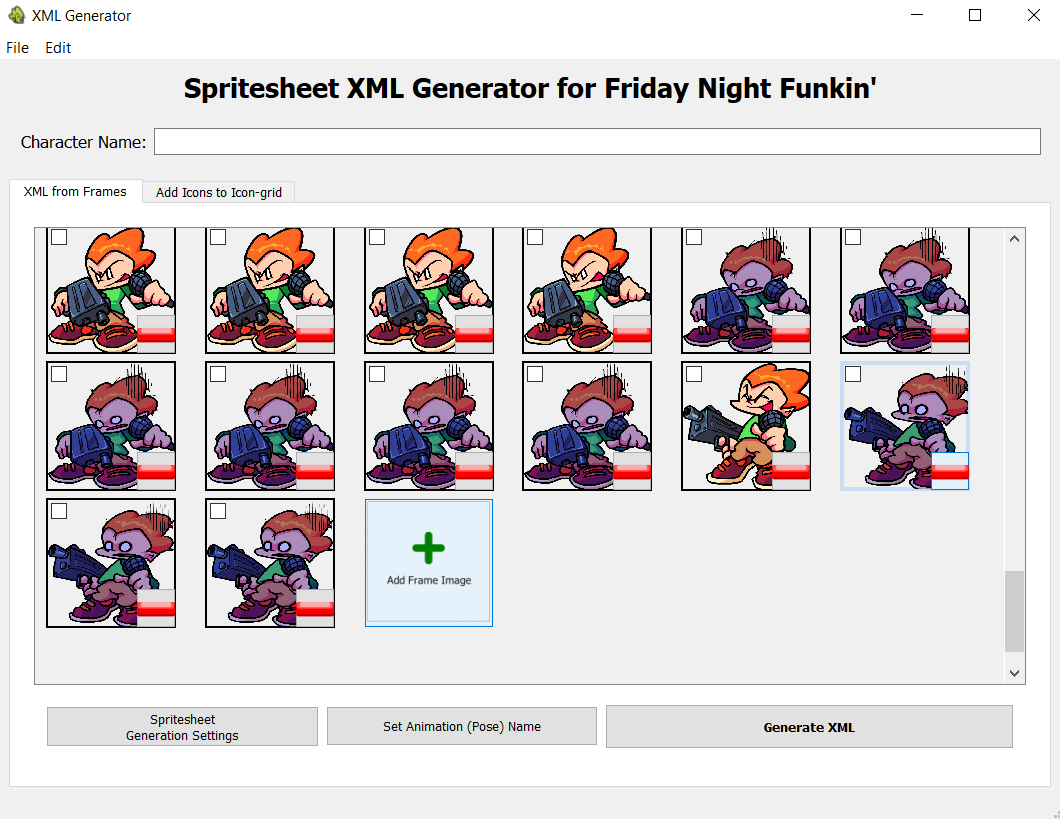 XML Generator
File Edit
Spritesheet XML Generator for Friday Night Funkin'
Character Name:
XML from Frames
Add Icons to Icon-grid
Add Frame Image
Spritesheet
Generation Settings
Set Animation (Pose) Name
Generate XML